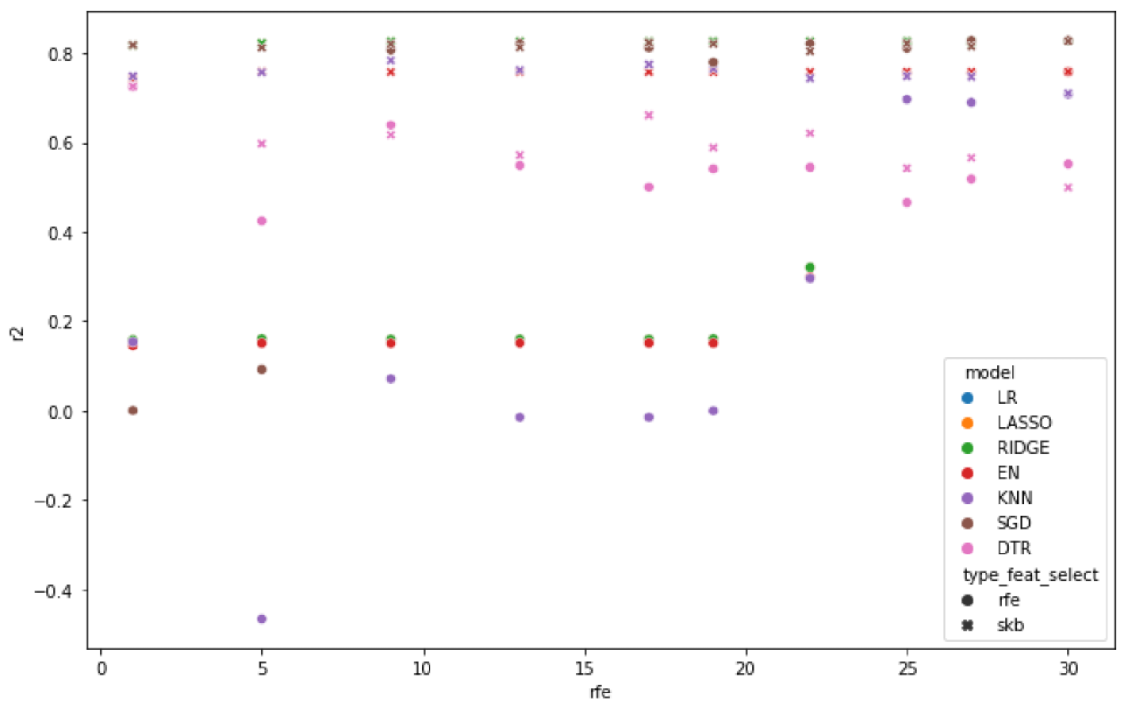 0.8
0.6
0.4
0.2
0.0
−0.2
−0.4
r2
0
5
10
15
20
25
30
rfe
model
LR
LASSO
RIDGE
EN
KNN
SGD
DTR
type_feat_select
rfe
skb